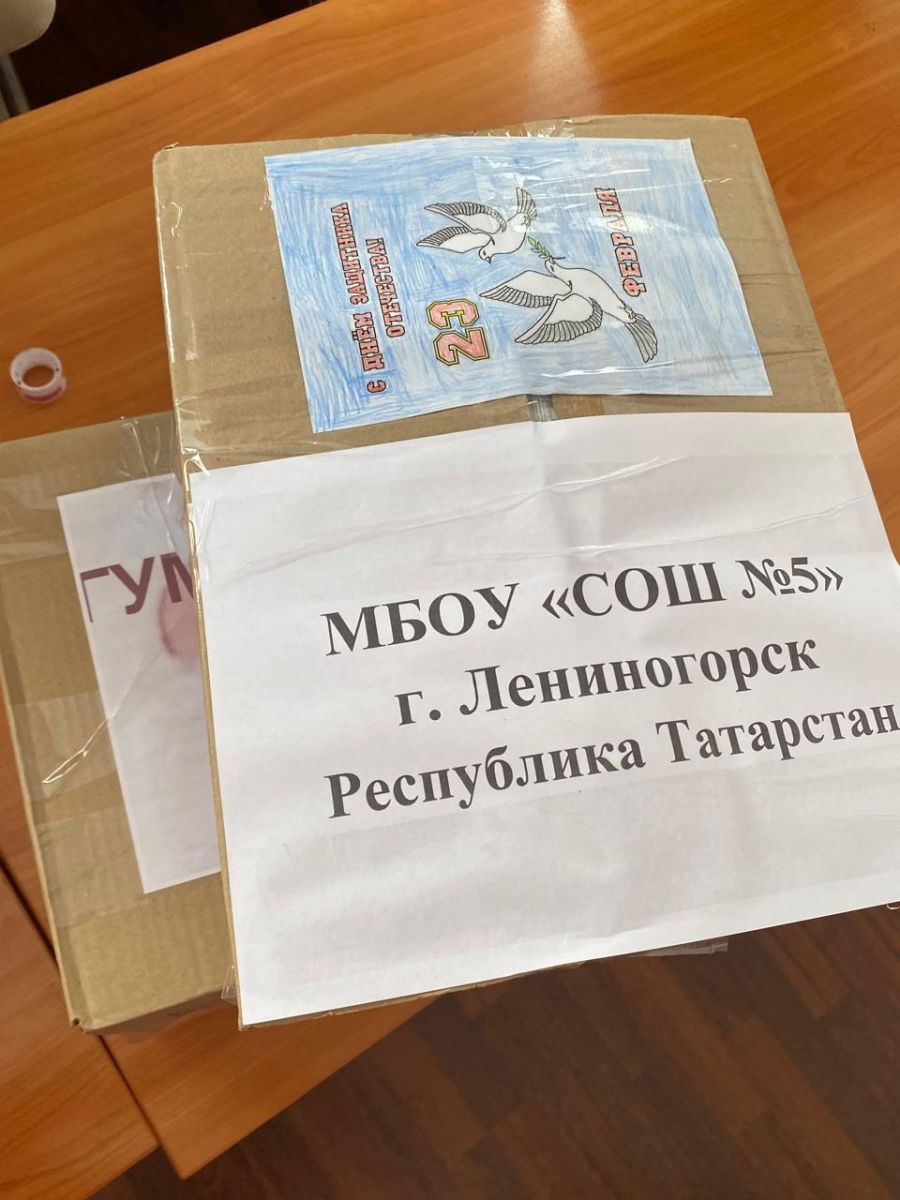 С ДНЁМ ЗАЩИТНИКА
ОТЕЧЕСТВА!
23
ФЕВРАЛЯ
ГУМ
МБОУ «СОШ №5»
г. Лениногорск
Республика Татарстан